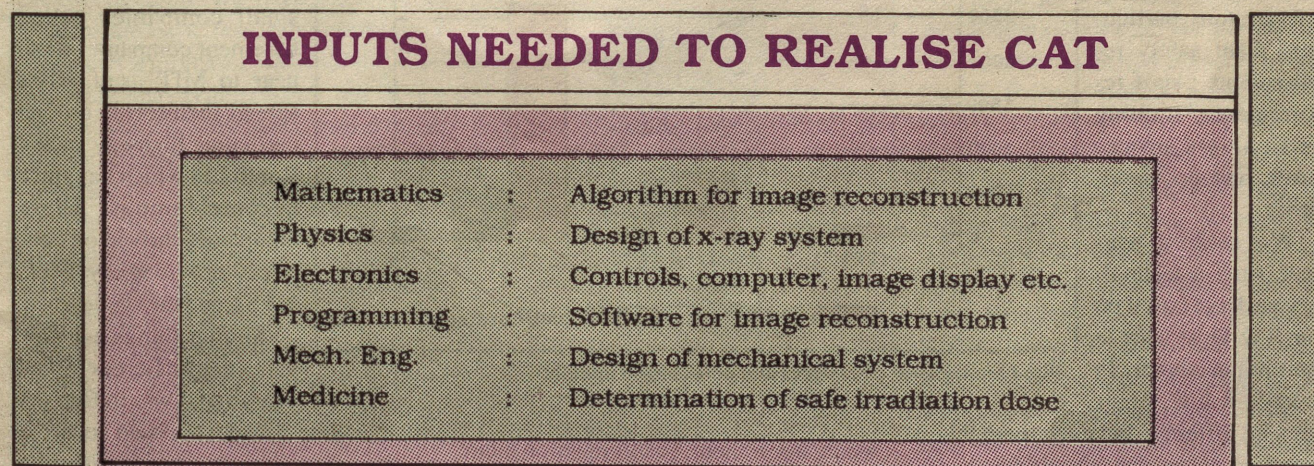 INPUTS NEEDED TO REALISE CAT
Mathematics : Algorithm for image reconstruction
Physics : Design of x-ray system
Electronics : Controls, computer, image display etc.
Programming : Software for image reconstruction
Mech. Eng. : Design of mechanical system
Medicine : Determination of safe irradiation dose